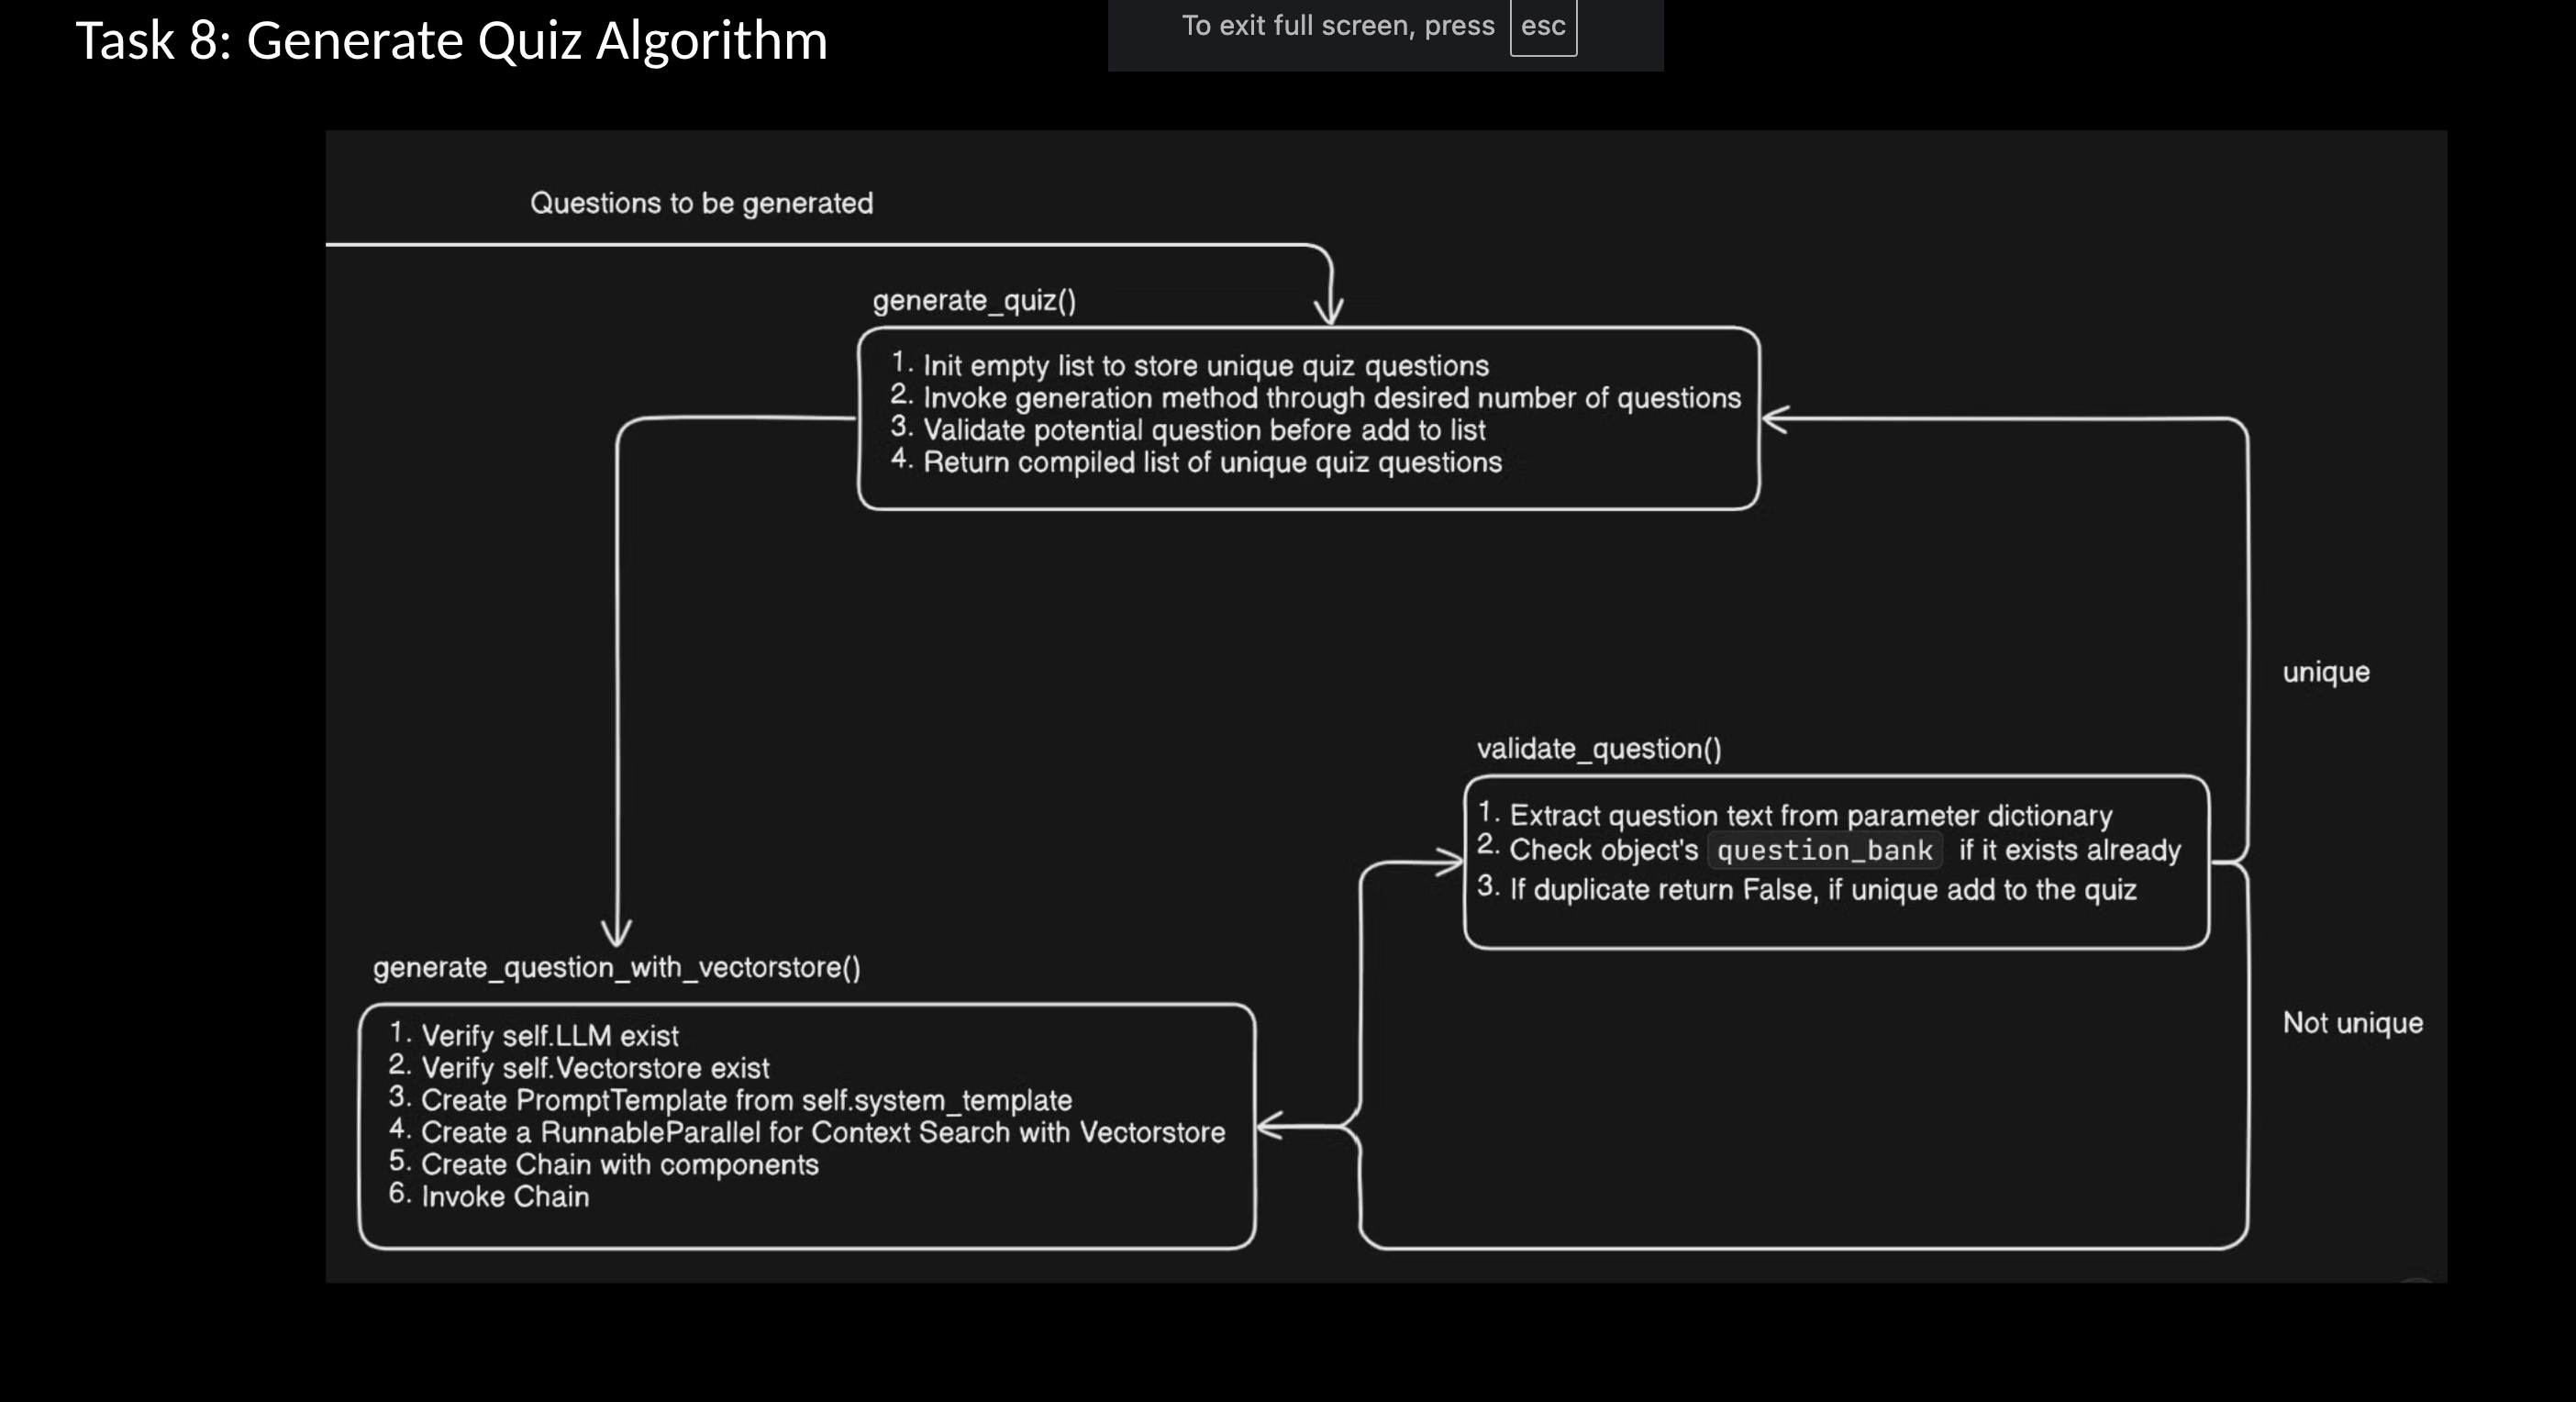 Task 8: Generate Quiz Algorithm
To exit full screen, press esc
Questions to be generated
generate_quiz()
1. Init empty list to store unique quiz questions
2. Invoke generation method through desired number of questions
3. Validate potential question before add to list
4. Return compiled list of unique quiz questions
unique
validate_question()
1. Extract question text from parameter dictionary
2. Check object's question_bank if it exists already
3. If duplicate return False, if unique add to the quiz
generate_question_with_vectorstore()
1. Verify self.LLM exist
2. Verify self.Vectorstore exist
3. Create PromptTemplate from self.system_template
4. Create a RunnableParallel for Context Search with Vectorstore
5. Create Chain with components
6. Invoke Chain
Not unique